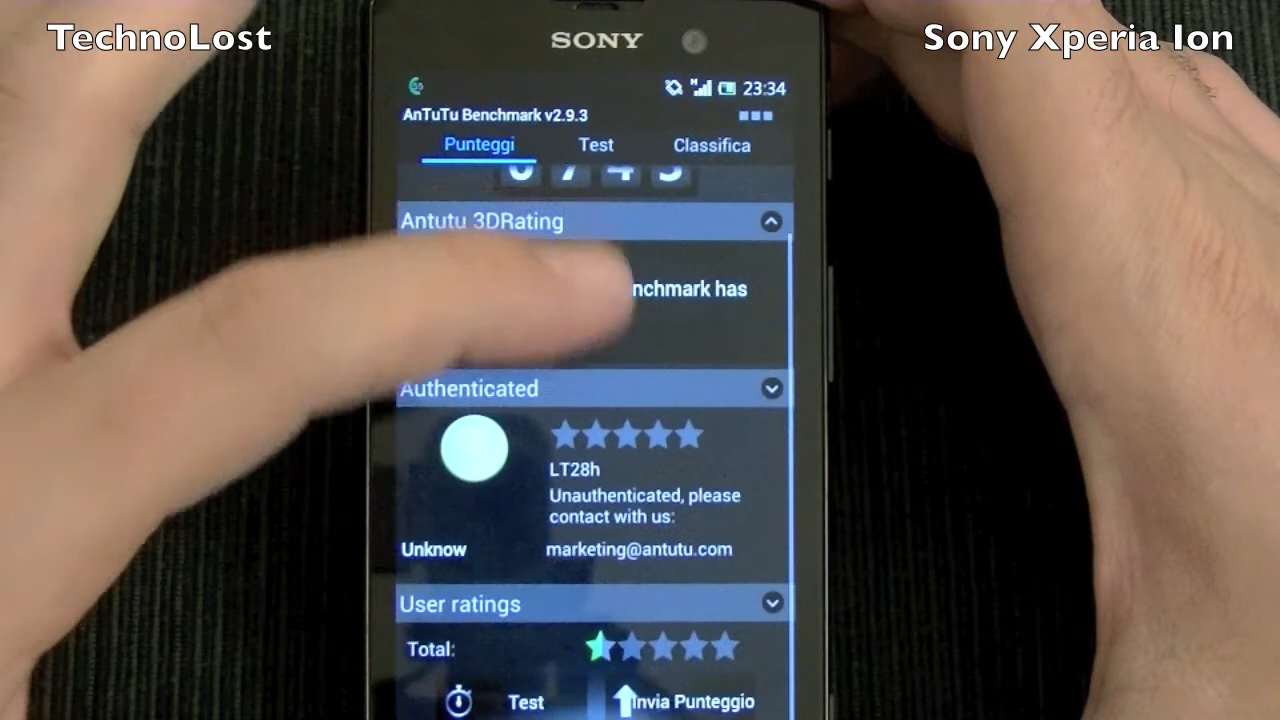 TechnoLost
Sony Xperia Ion
SONY
23:34
AnTuTu Benchmark v2.9.3
Punteggi Test Classifica
Antutu 3DRating
has
Authenticated
LT28h
Unauthenticated, please
contact with us:
Unknow marketing@antutu.com
User ratings
Total:
Test Invia Punteggio